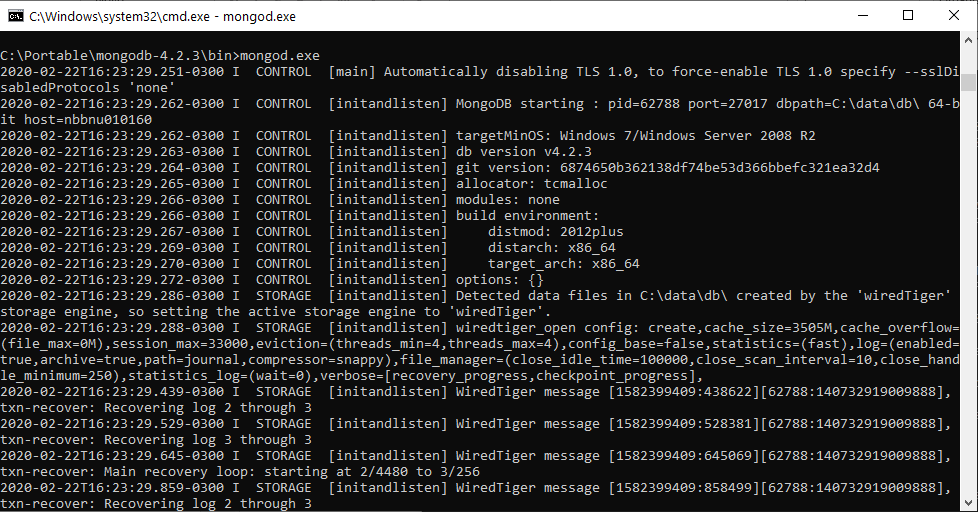 C:\Windows\system32\cmd.exe - mongod.exe
C:\Portable\mongodb-4.2.3\bin>mongod.exe
2020-02-22T16:23:29.251-0300 I  CONTROL  [main] Automatically disabling TLS 1.0, to force-enable TLS 1.0 specify --sslDi
sabledProtocols 'none'
2020-02-22T16:23:29.262-0300 I  CONTROL  [initandlisten] MongoDB starting : pid=62788 port=27017 dbpath=C:\data\db\ 64-b
it host=nbbnu010160
2020-02-22T16:23:29.262-0300 I  CONTROL  [initandlisten] targetMinOS: Windows 7/Windows Server 2008 R2
2020-02-22T16:23:29.263-0300 I  CONTROL  [initandlisten] db version v4.2.3
2020-02-22T16:23:29.264-0300 I  CONTROL  [initandlisten] git version: 6874650b362138df74be53d366bbefc321ea32d4
2020-02-22T16:23:29.265-0300 I  CONTROL  [initandlisten] allocator: tcmalloc
2020-02-22T16:23:29.266-0300 I  CONTROL  [initandlisten] modules: none
2020-02-22T16:23:29.266-0300 I  CONTROL  [initandlisten] build environment:
2020-02-22T16:23:29.267-0300 I  CONTROL  [initandlisten]     distmod: 2012plus
2020-02-22T16:23:29.269-0300 I  CONTROL  [initandlisten]     distarch: x86_64
2020-02-22T16:23:29.270-0300 I  CONTROL  [initandlisten]     target_arch: x86_64
2020-02-22T16:23:29.272-0300 I  CONTROL  [initandlisten] options: {}
2020-02-22T16:23:29.286-0300 I  STORAGE  [initandlisten] Detected data files in C:\data\db\ created by the 'wiredTiger'
storage engine, so setting the active storage engine to 'wiredTiger'.
2020-02-22T16:23:29.288-0300 I  STORAGE  [initandlisten] wiredtiger_open config: create,cache_size=3505M,cache_overflow=
(file_max=0M),session_max=33000,eviction=(threads_min=4,threads_max=4),config_base=false,statistics=(fast),log=(enabled=
true,archive=true,path=journal,compressor=snappy),file_manager=(close_idle_time=100000,close_scan_interval=10,close_hand
le_minimum=250),statistics_log=(wait=0),verbose=[recovery_progress,checkpoint_progress],
2020-02-22T16:23:29.439-0300 I  STORAGE  [initandlisten] WiredTiger message [1582399409:438622][62788:140732919009888],
txn-recover: Recovering log 2 through 3
2020-02-22T16:23:29.529-0300 I  STORAGE  [initandlisten] WiredTiger message [1582399409:528381][62788:140732919009888],
txn-recover: Recovering log 3 through 3
2020-02-22T16:23:29.645-0300 I  STORAGE  [initandlisten] WiredTiger message [1582399409:645069][62788:140732919009888],
txn-recover: Main recovery loop: starting at 2/4480 to 3/256
2020-02-22T16:23:29.859-0300 I  STORAGE  [initandlisten] WiredTiger message [1582399409:858499][62788:140732919009888],
txn-recover: Recovering log 2 through 3